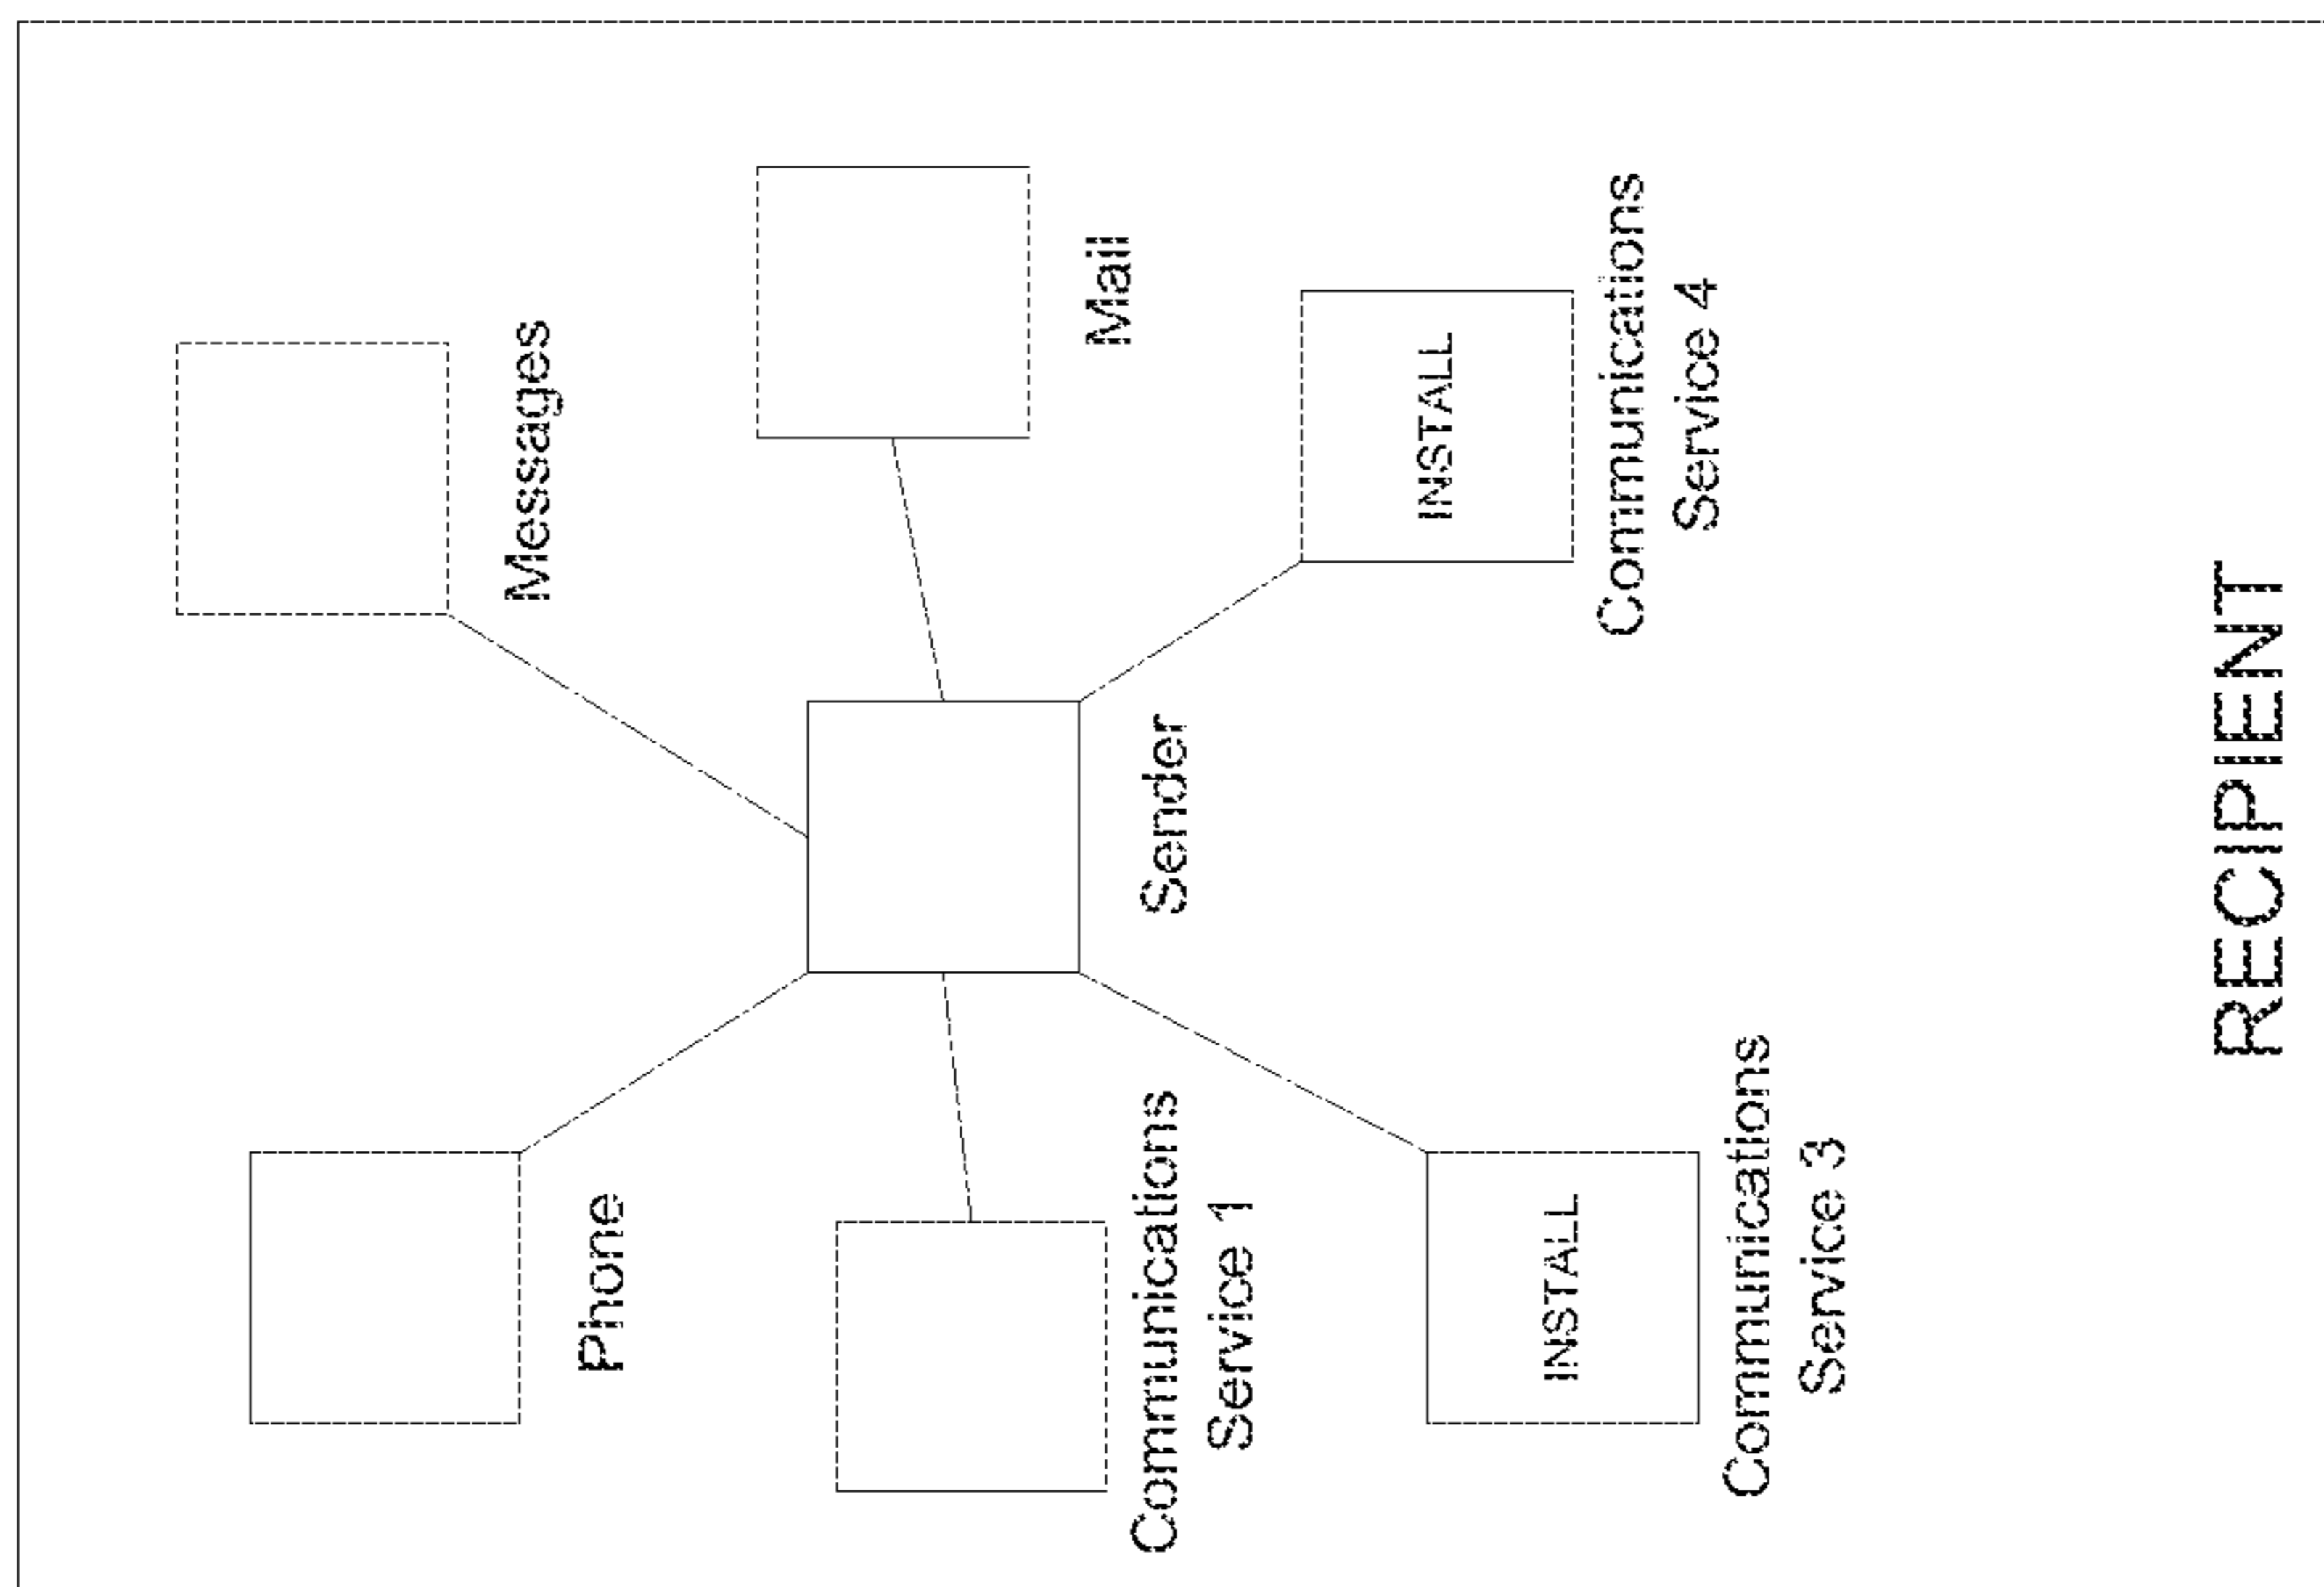 Phone
Messages
Communications
Service 1
Sender
Mail
INSTALL
Communications
Service 3
INSTALL
Communications
Service 4
RECIPIENT